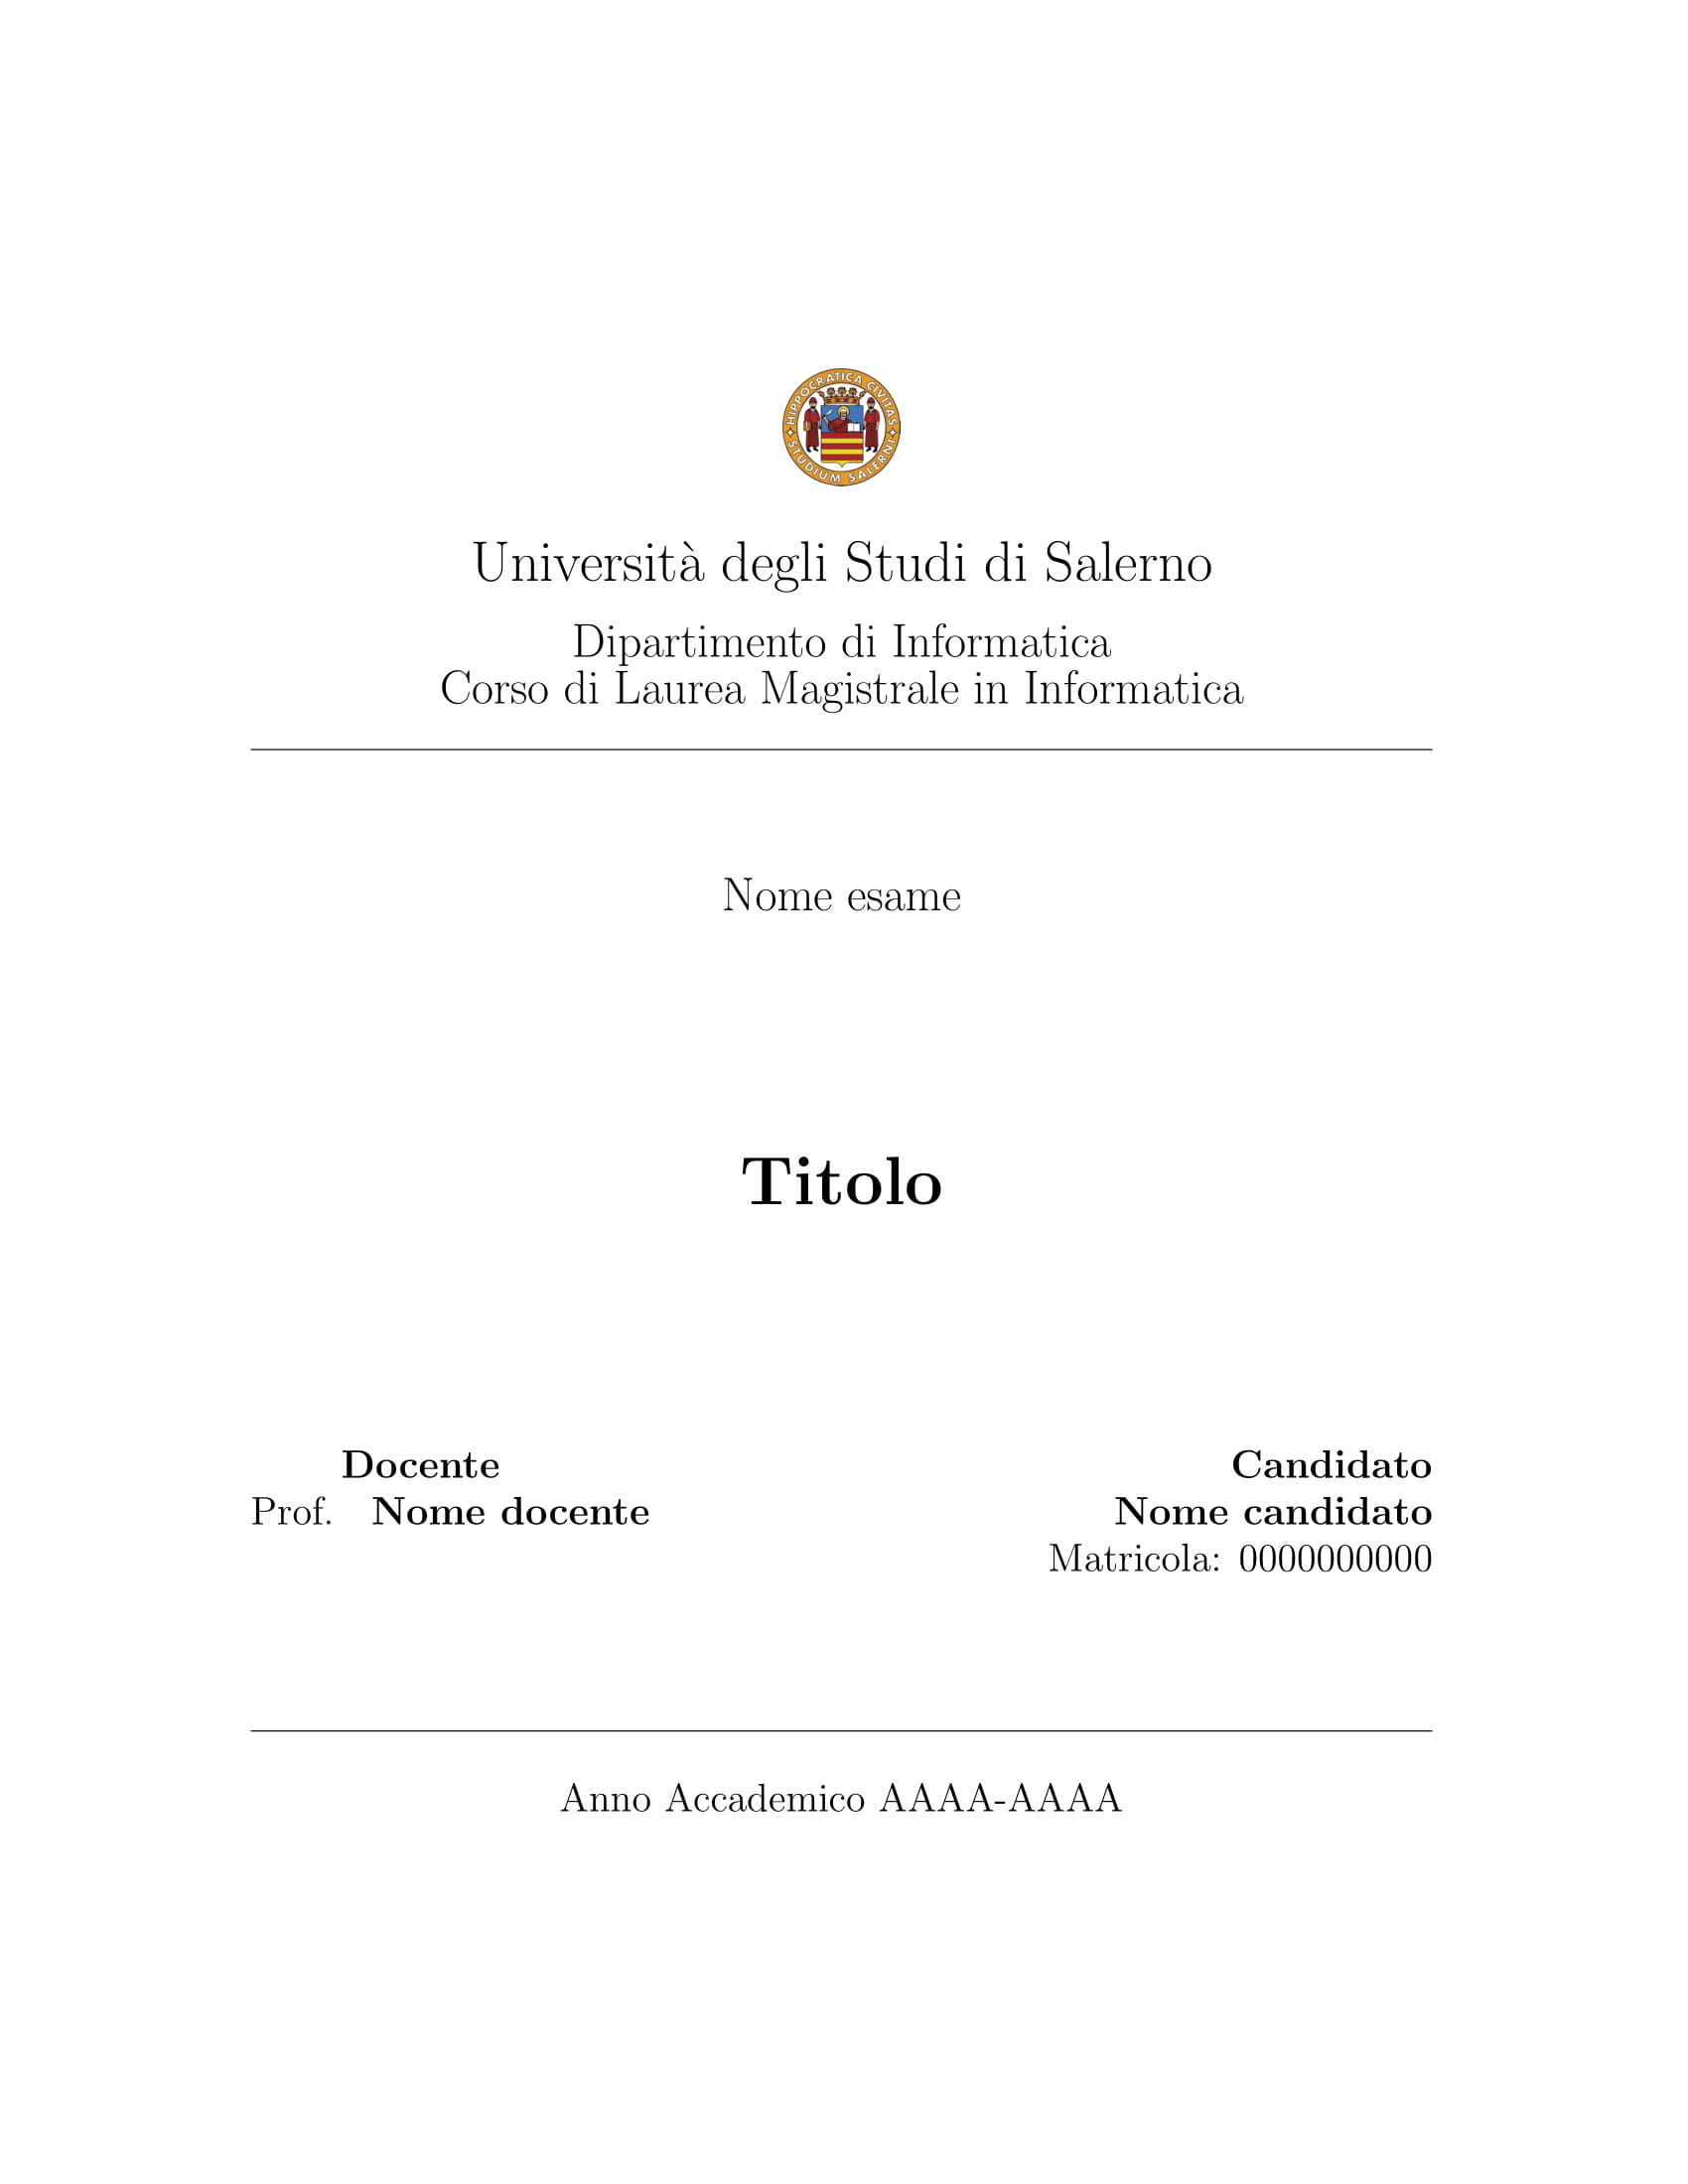 HIPPOCRATICA CIVITAS
STUDIUM SALERNI
Università degli Studi di Salerno
Dipartimento di Informatica
Corso di Laurea Magistrale in Informatica
Nome esame
Titolo
Docente Candidato
Prof. Nome docente Nome candidato
Matricola: 0000000000
Anno Accademico AAAA-AAAA